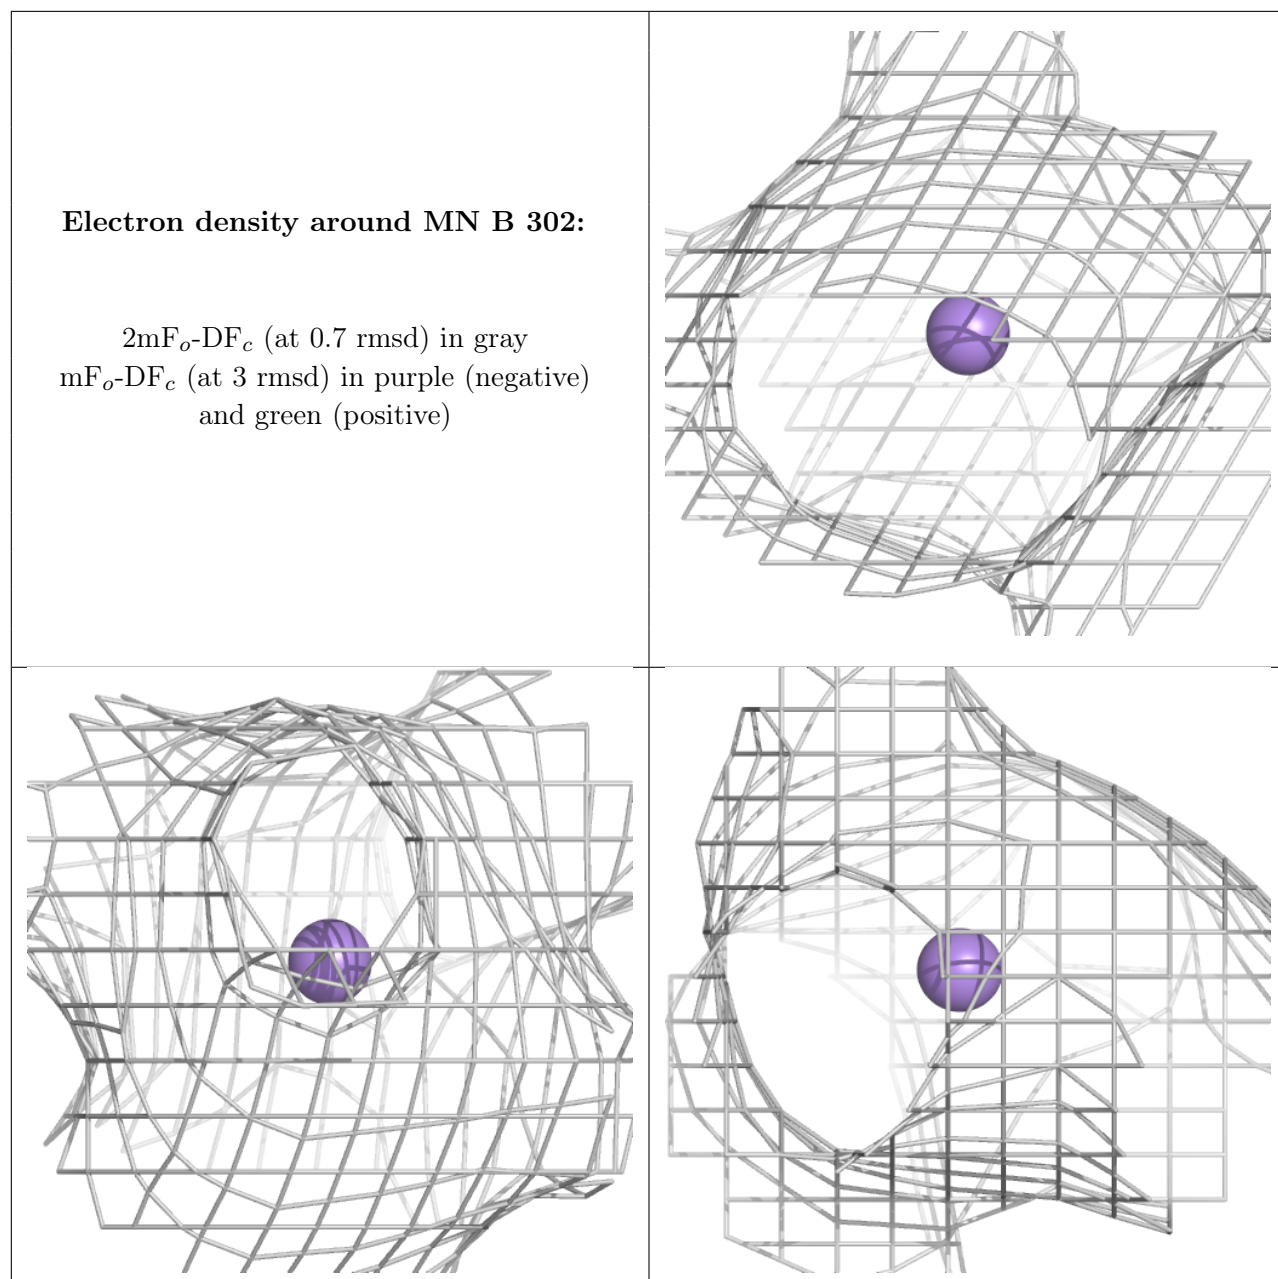 Electron density around MN B 302:
2mFo-DFc (at 0.7 rmsd) in gray
mFo-DFc (at 3 rmsd) in purple (negative)
and green (positive)